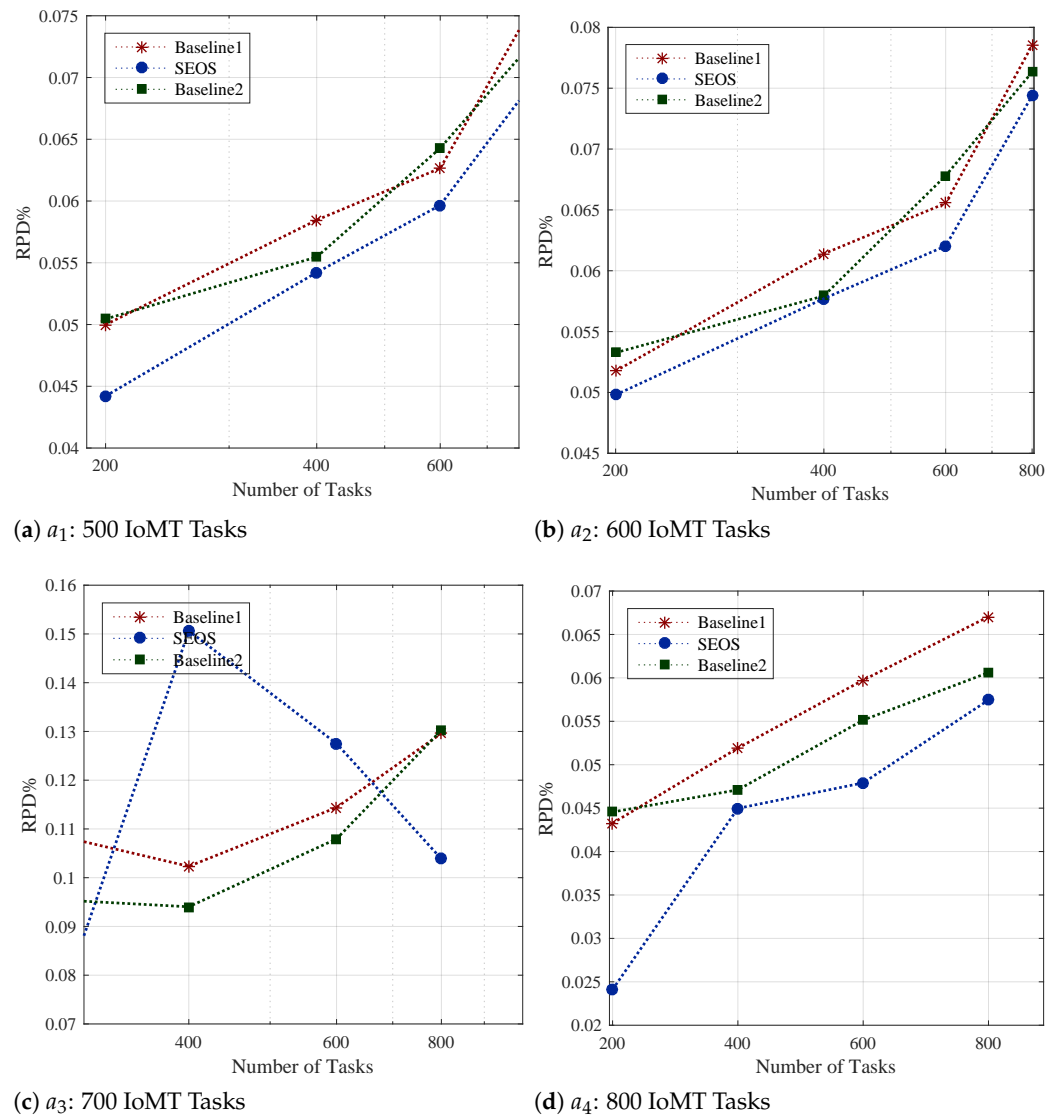 0.075
0.07
0.065
0.06
0.055
0.05
0.045
0.04
RPD%
Baseline1
SEOS
Baseline2
200
400
600
Number of Tasks
(a) a1: 500 IoMT Tasks
0.08
0.075
0.07
0.065
0.06
0.055
0.05
0.045
RPD%
Baseline1
SEOS
Baseline2
200
400
600
800
Number of Tasks
(b) a2: 600 IoMT Tasks
0.16
0.15
0.14
0.13
0.12
0.11
0.1
0.09
0.08
0.07
RPD%
Baseline1
SEOS
Baseline2
400
600
800
Number of Tasks
(c) a3: 700 IoMT Tasks
0.07
0.065
0.06
0.055
0.05
0.045
0.04
0.035
0.03
0.025
0.02
RPD%
Baseline1
SEOS
Baseline2
200
400
600
800
Number of Tasks
(d) a4: 800 IoMT Tasks